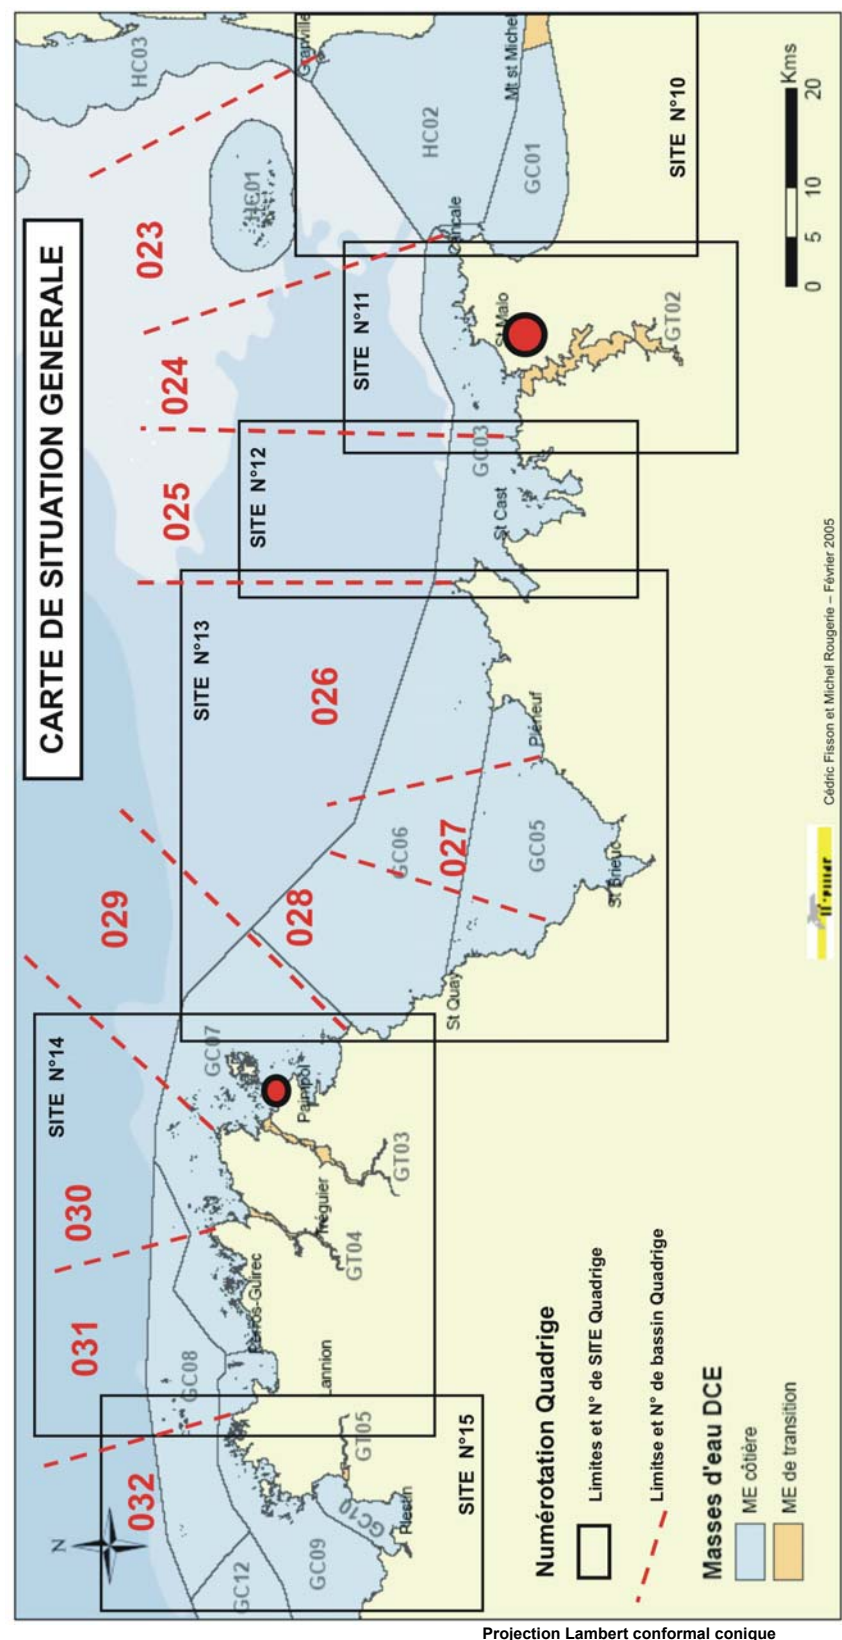 CARTE DE SITUATION GENERALE
N
032
031
030
029
028
027
026
025
024
023
SITE N°15
SITE N°14
SITE N°13
SITE N°12
SITE N°11
SITE N°10
GC12
GC09
GC10
GC08
GC07
GC06
GC05
GC03
GC01
HC01
HC02
HC03
GT05
GT04
GT03
GT02
Plestin
Lannion
Perros-Guirec
Tréguier
Paimpol
St Quay
St Brieuc
Pléneuf
St Cast
St Malo
Cancale
Mt st Michel
Granville
Numérotation Quadrige
Limites et N° de SITE Quadrige
Limitse et N° de bassin Quadrige
Masses d'eau DCE
ME côtière
ME de transition
0 5 10 20 Kms
Cédric Fisson et Michel Rougerie – Février 2005
Projection Lambert conformal conique